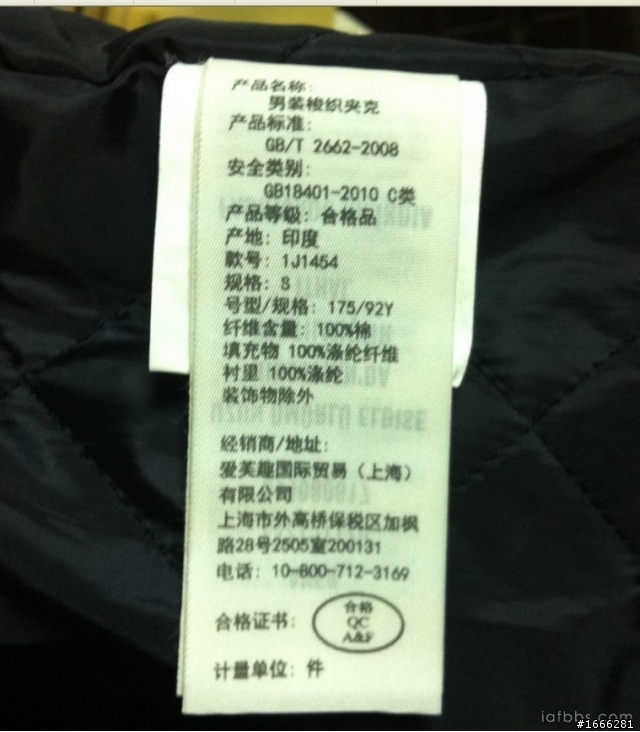 产品名称:
男装梭织夹克
产品标准:
GB/T 2662-2008
安全类别:
GB18401-2010 C类
产品等级: 合格品
产地: 印度
款号: 1J1454
规格: S
号型/规格: 175/92Y
纤维含量: 100%棉
填充物 100%涤纶纤维
衬里 100%涤纶
装饰物除外
经销商/地址:
爱芙趣国际贸易（上海）
有限公司
上海市外高桥保税区加枫
路28号2505室200131
电话: 10-800-712-3169
合格证书:
合格
QC
A&F
计量单位: 件
iafbbs.com
#1666281